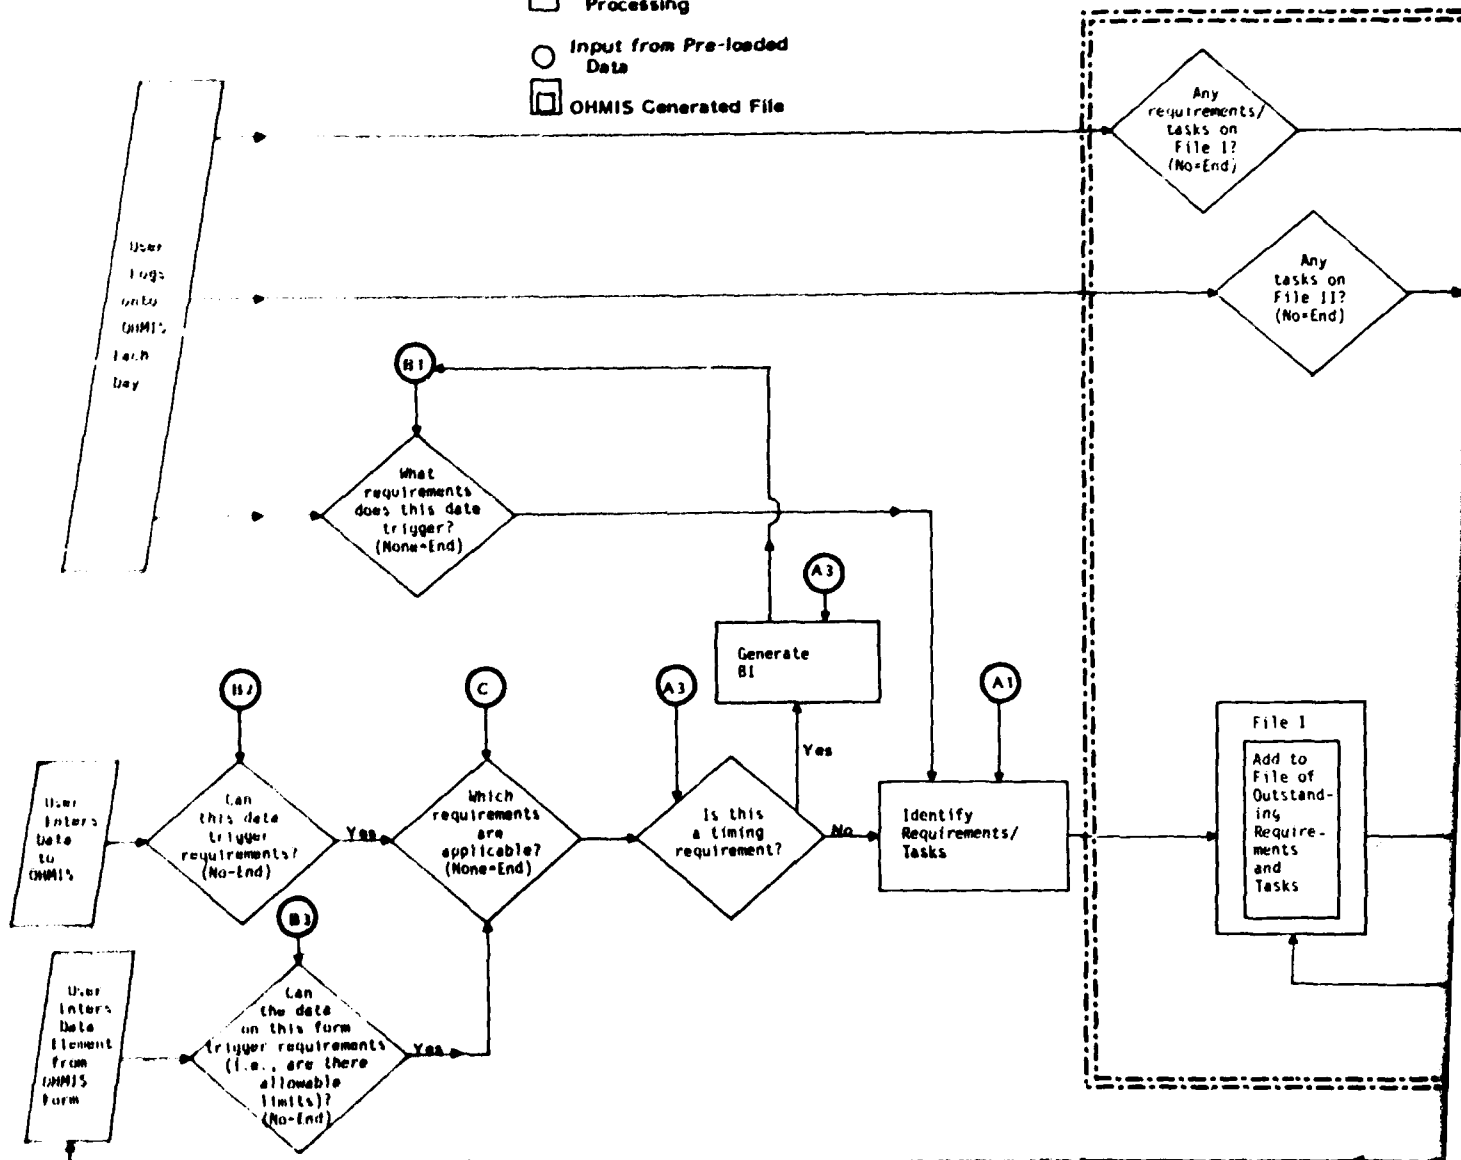 Processing
Input from Pre-loaded
Data
OHMIS Generated File
Any
requirements/
tasks on
File I?
(No=End)
User
Logs
onto
OHMIS
Each
Day
Any
tasks on
File II?
(No=End)
B1
What
requirements
does this date
trigger?
(None=End)
A3
Generate
B1
B2
C
A3
A1
Yes
File I
Add to
File of
Outstand-
ing
Require-
ments
and
Tasks
User
Enters
Data
to
OHMIS
Can
this data
trigger
requirements?
(No=End)
Yes
Which
requirements
are
applicable?
(None=End)
Is this
a timing
requirement?
No
Identify
Requirements/
Tasks
B3
User
Enters
Data
Element
from
OHMIS
Form
Can
the data
on this form
trigger requirements
(i.e., are there
allowable
limits)?
(No=End)
Yes